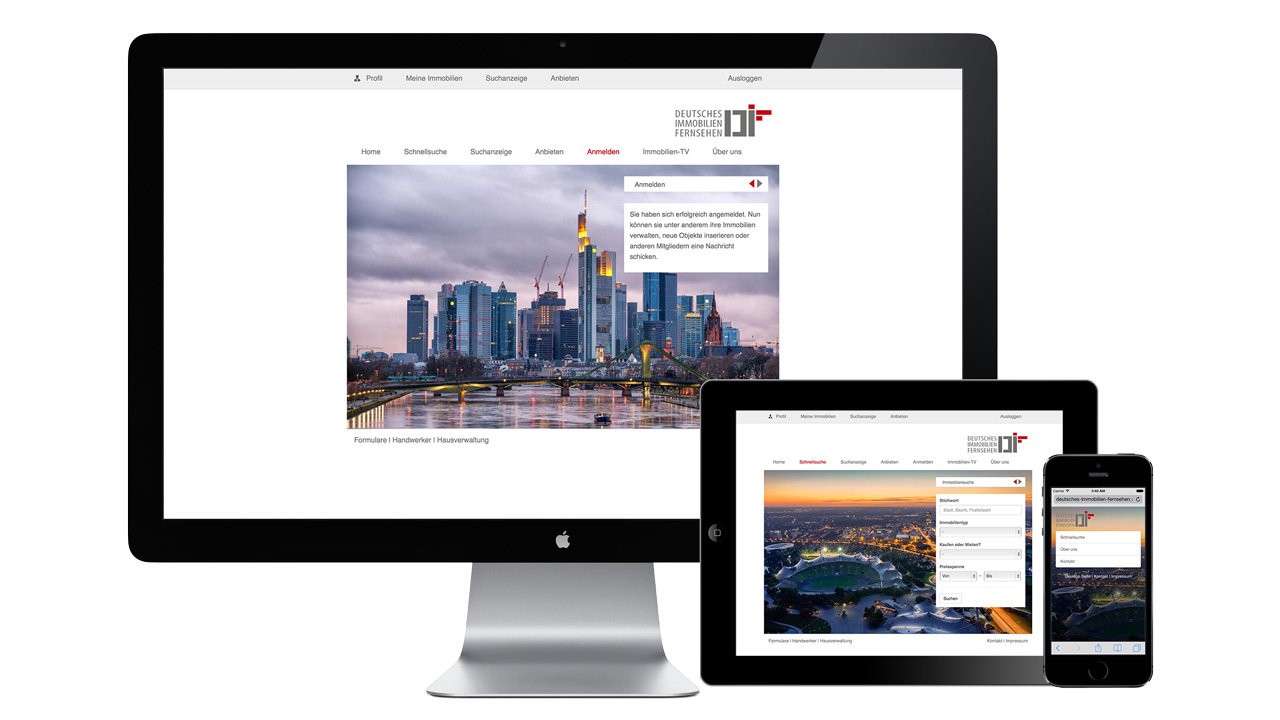 Profil Meine Immobilien Suchanzeige Anbieten Ausloggen
DEUTSCHES
IMMOBILIEN
FERNSEHEN
Home Schnellsuche Suchanzeige Anbieten Anmelden Immobilien-TV Über uns
Anmelden
Sie haben sich erfolgreich angemeldet. Nun
können sie unter anderem ihre Immobilien
verwalten, neue Objekte inserieren oder
anderen Mitgliedern eine Nachricht
schicken.
Formulare | Handwerker | Hausverwaltung
Profil Meine Immobilien Suchanzeige Anbieten Ausloggen
DEUTSCHES
IMMOBILIEN
FERNSEHEN
Home Schnellsuche Suchanzeige Anbieten Anmelden Immobilien-TV Über uns
Immobiliensuche
Stichwort
Stadt, Bezirk, Postleitzahl
Immobilientyp
-
Kaufen oder Mieten?
-
Preisspanne
Von – Bis
Suchen
Formulare | Handwerker | Hausverwaltung Kontakt | Impressum
Carrier 9:49 AM
deutsches-immobilien-fernsehen.
DEUTSCHES
IMMOBILIEN
FERNSEHEN
Schnellsuche
Über uns
Kontakt
Desktop Seite | Kontakt | Impressum